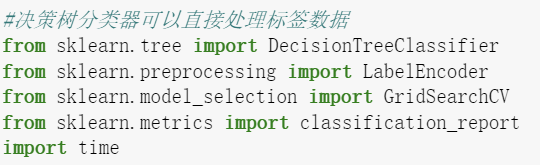 #决策树分类器可以直接处理标签数据
from sklearn.tree import DecisionTreeClassifier
from sklearn.preprocessing import LabelEncoder
from sklearn.model_selection import GridSearchCV
from sklearn.metrics import classification_report
import time